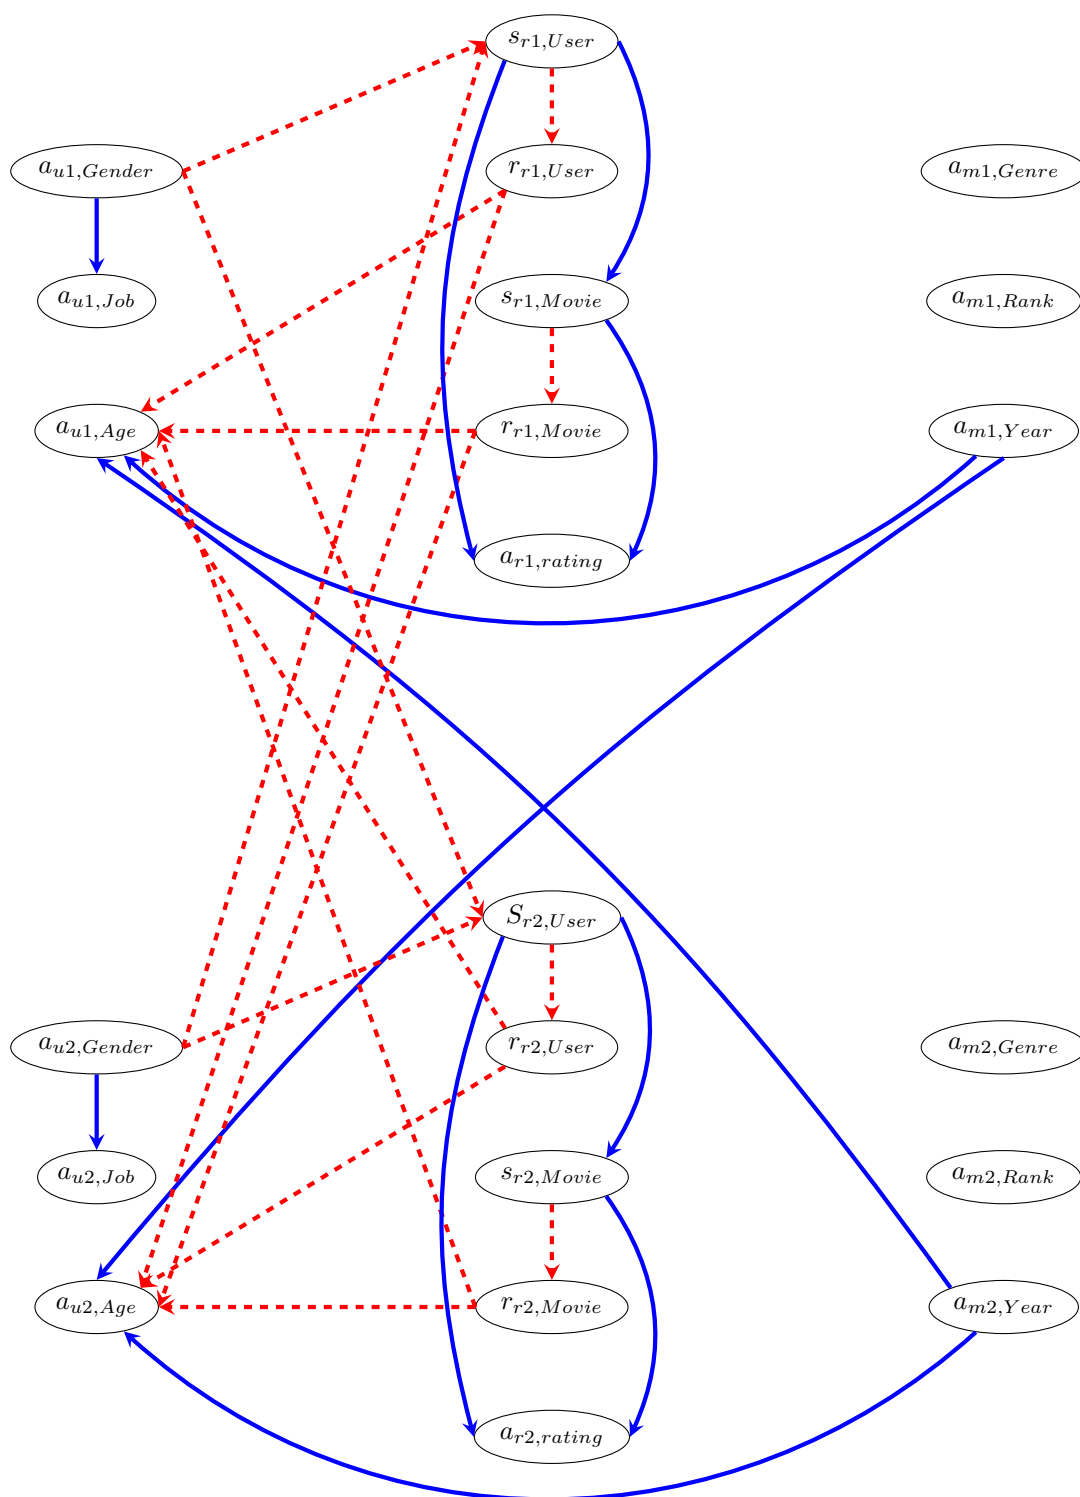 s_{r1,User}
a_{u1,Gender} r_{r1,User} a_{m1,Genre}
a_{u1,Job} s_{r1,Movie} a_{m1,Rank}
a_{u1,Age} r_{r1,Movie} a_{m1,Year}
a_{r1,rating}
S_{r2,User}
a_{u2,Gender} r_{r2,User} a_{m2,Genre}
a_{u2,Job} s_{r2,Movie} a_{m2,Rank}
a_{u2,Age} r_{r2,Movie} a_{m2,Year}
a_{r2,rating}